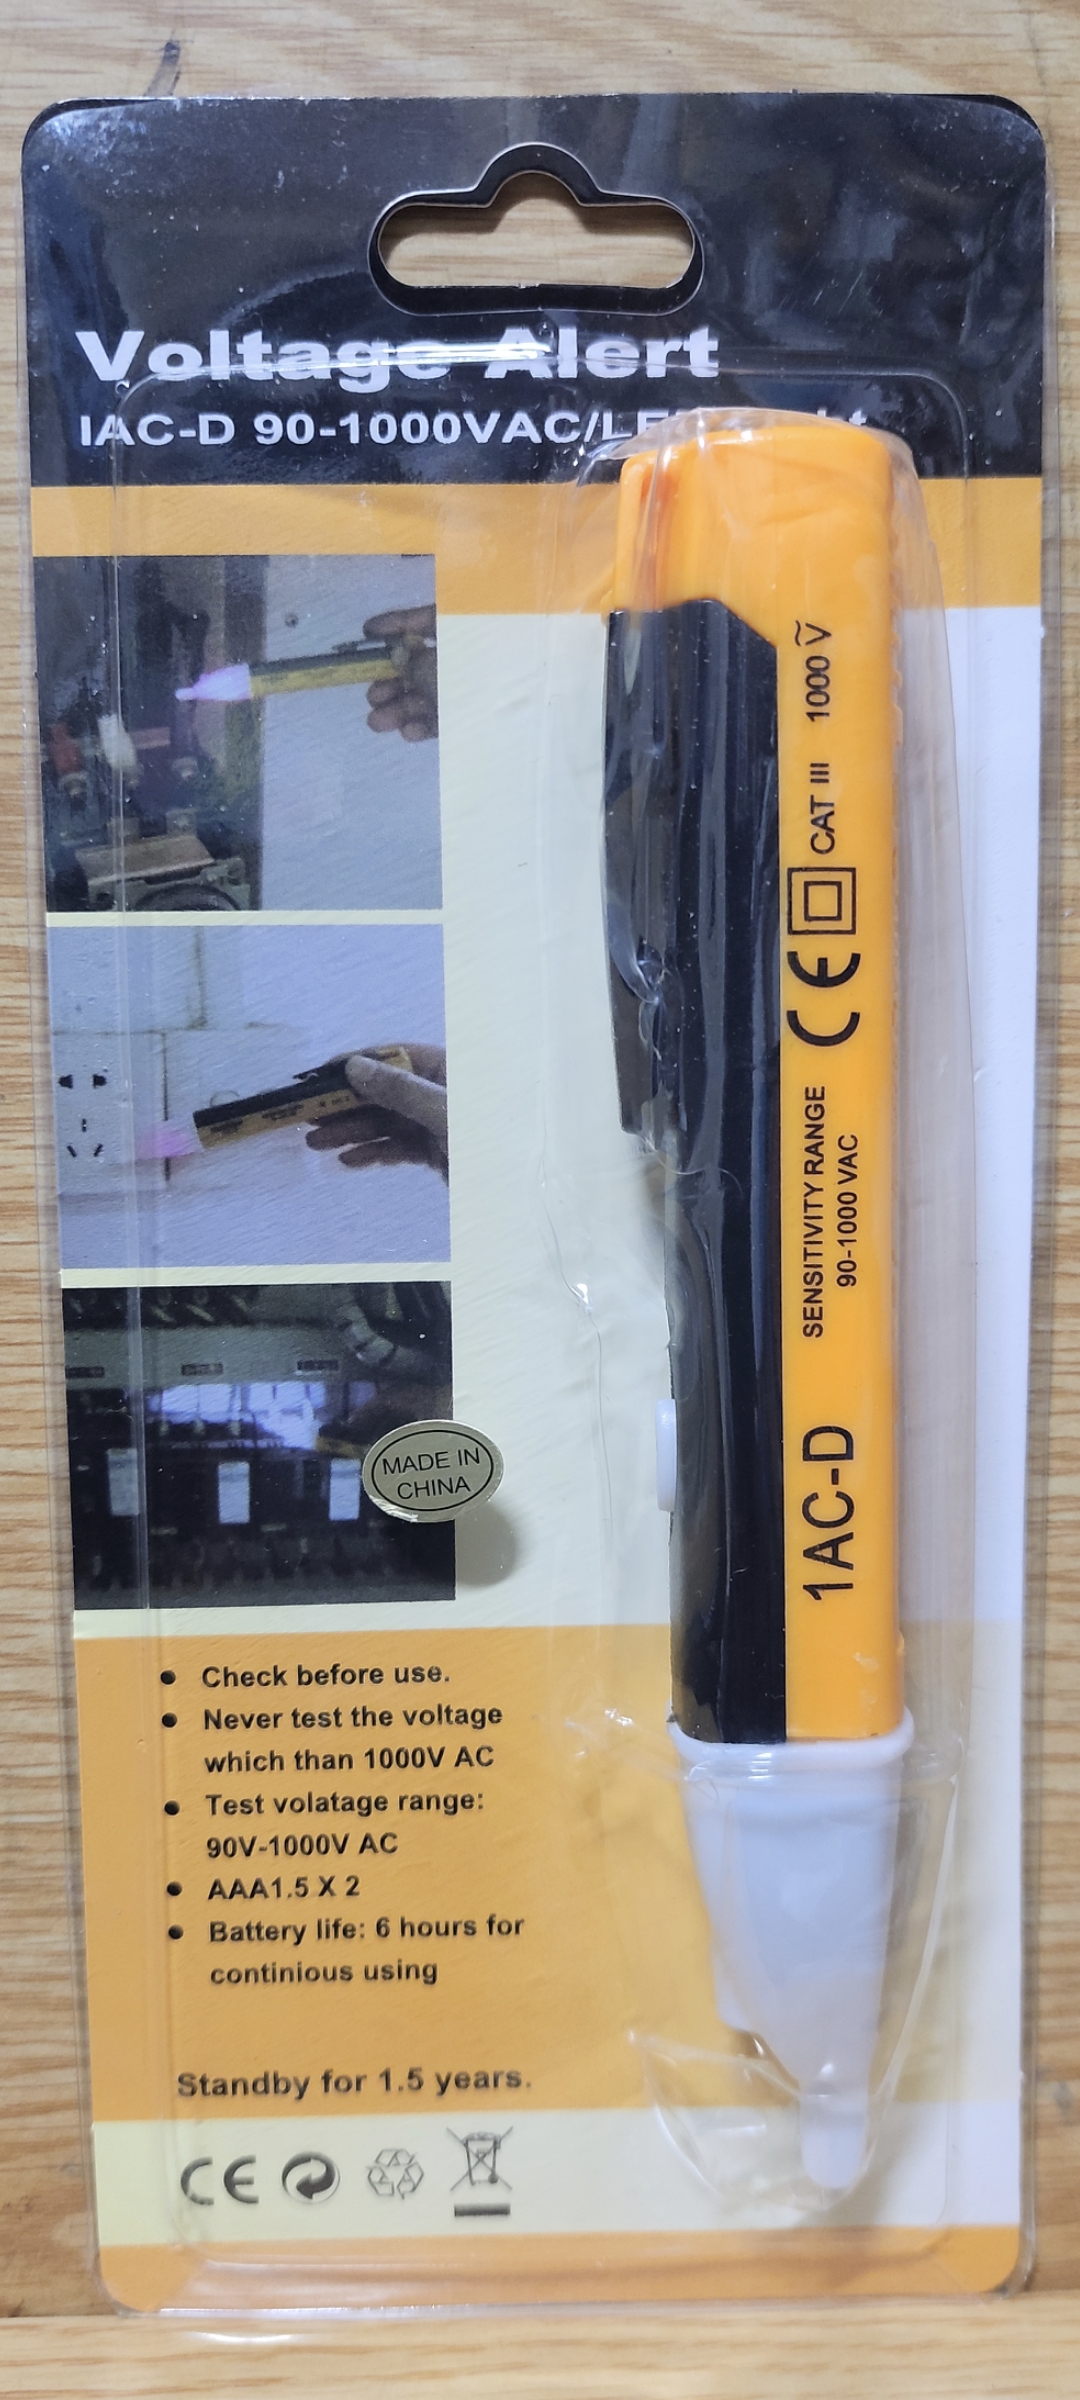 Voltage Alert
IAC-D 90-1000VAC/LE
1000 V
CAT III
CE
SENSITIVITY RANGE
90-1000 VAC
1AC-D
MADE IN
CHINA
Check before use.
Never test the voltage
which than 1000V AC
Test volatage range:
90V-1000V AC
AAA1.5 X 2
Battery life: 6 hours for
continious using
Standby for 1.5 years.
CE